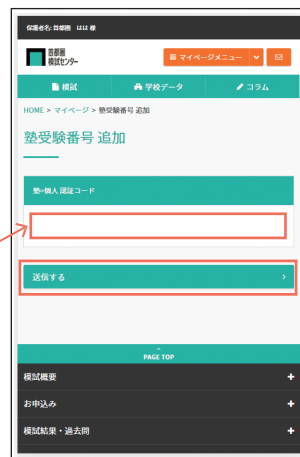 保護者名: 首都圏 はは 様
首都圏
模試センター
マイページメニュー
模試
学校データ
コラム
HOME > マイページ > 塾受験番号 追加
塾受験番号 追加
塾⇔個人 認証コード
送信する
PAGE TOP
模試概要
お申込み
模試結果・過去問